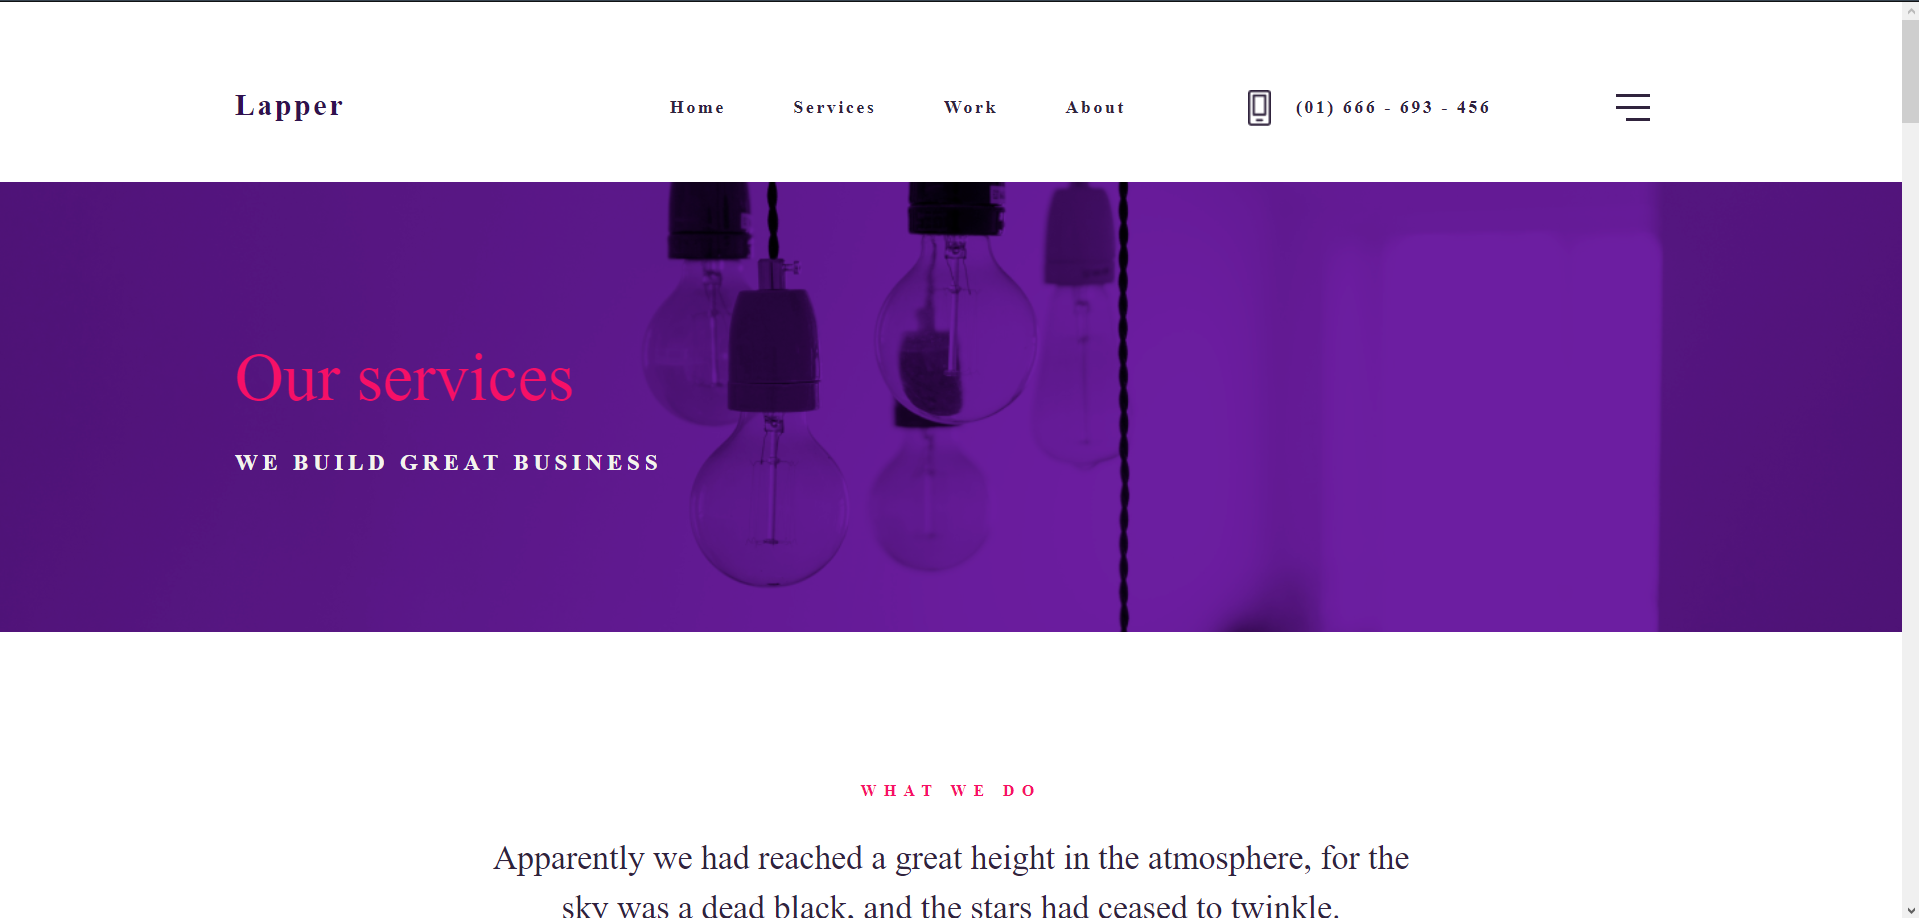 Lapper
Home Services Work About (01) 666 - 693 - 456
Our services
WE BUILD GREAT BUSINESS
WHAT WE DO
Apparently we had reached a great height in the atmosphere, for the
sky was a dead black, and the stars had ceased to twinkle.